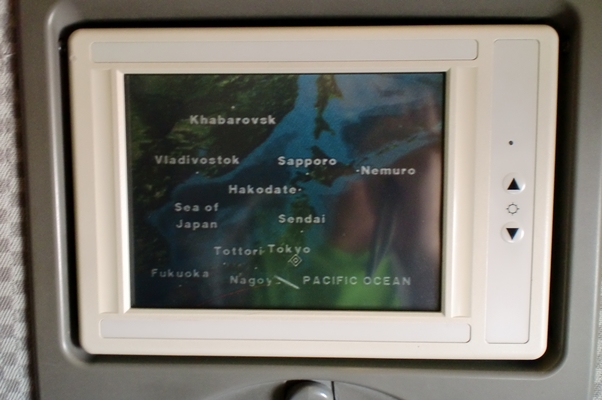 Khabarovsk
Vladivostok
Sapporo
Nemuro
Hakodate
Sea of
Japan
Sendai
Tottori
Tokyo
Fukuoka
Nagoya
PACIFIC OCEAN